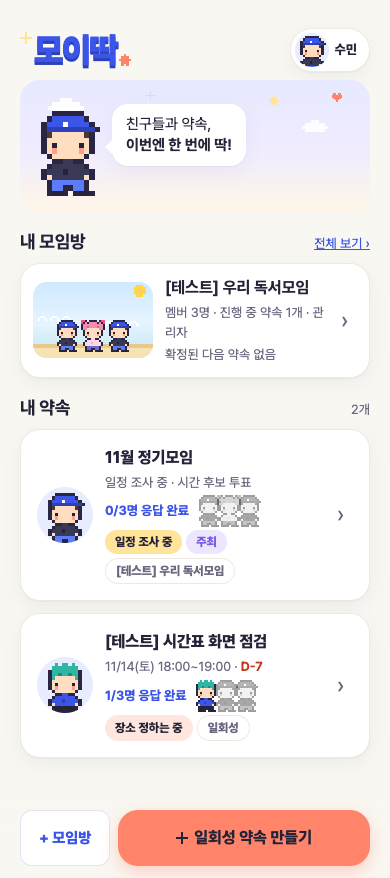 모이딱
수민
친구들과 약속,
이번엔 한 번에 딱!
내 모임방
전체 보기 ›
[테스트] 우리 독서모임
멤버 3명 · 진행 중 약속 1개 · 관
리자
확정된 다음 약속 없음
›
내 약속
2개
11월 정기모임
일정 조사 중 · 시간 후보 투표
0/3명 응답 완료
›
일정 조사 중
주최
[테스트] 우리 독서모임
[테스트] 시간표 화면 점검
11/14(토) 18:00~19:00 · D-7
1/3명 응답 완료
›
장소 정하는 중
일회성
+ 모임방
+ 일회성 약속 만들기